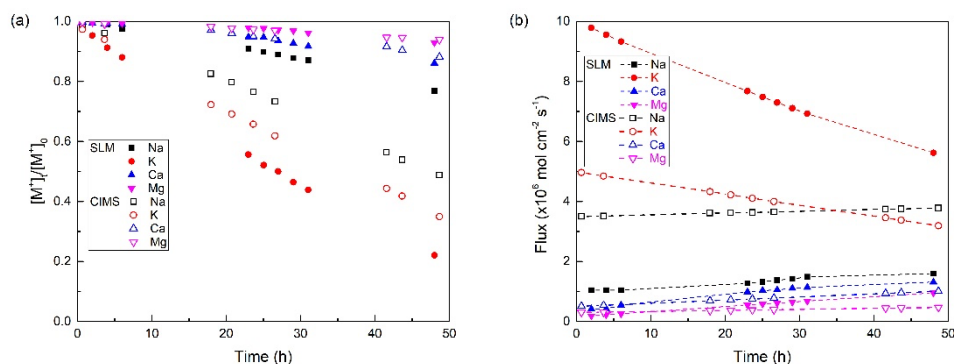 (a)
1.0
0.8
0.6
0.4
0.2
0.0
[M⁺]ₜ/[M⁺]₀
SLM Na
K
Ca
Mg
CIMS Na
K
Ca
Mg
0 10 20 30 40 50
Time (h)
(b)
10
8
6
4
2
0
Flux (x10⁶ mol cm⁻² s⁻¹)
SLM Na
K
Ca
Mg
CIMS Na
K
Ca
Mg
0 10 20 30 40 50
Time (h)